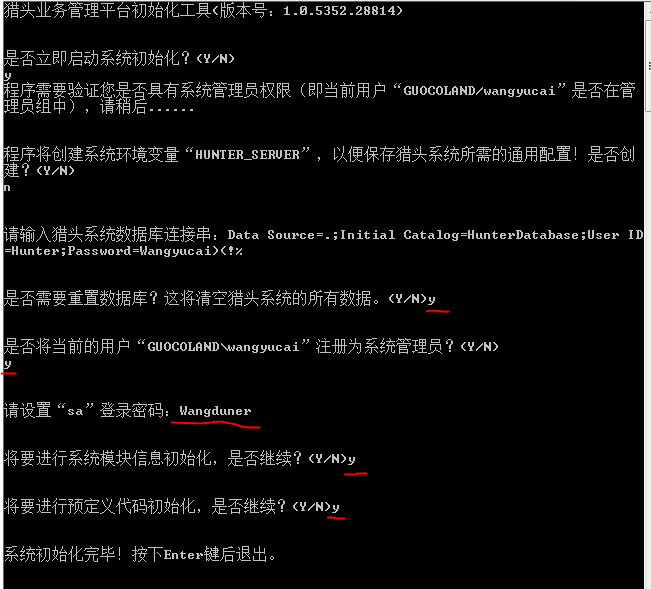 猎头业务管理平台初始化工具(版本号：1.0.5352.28814)
是否立即启动系统初始化？(Y/N)
y
程序需要验证您是否具有系统管理员权限（即当前用户“GUOCOLAND/wangyucai”是否在管
理员组中），请稍后......
程序将创建系统环境变量“HUNTER_SERVER”，以便保存猎头系统所需的通用配置！是否创
建？(Y/N)
n
请输入猎头系统数据库连接串：Data Source=.;Initial Catalog=HunterDatabase;User ID
=Hunter;Password=Wangyucai)(!%
是否需要重置数据库？这将清空猎头系统的所有数据。(Y/N)y
是否将当前的用户“GUOCOLAND\wangyucai”注册为系统管理员？(Y/N)
y
请设置“sa”登录密码：Wangduner
将要进行系统模块信息初始化，是否继续？(Y/N)y
将要进行预定义代码初始化，是否继续？(Y/N)y
系统初始化完毕！按下Enter键后退出。